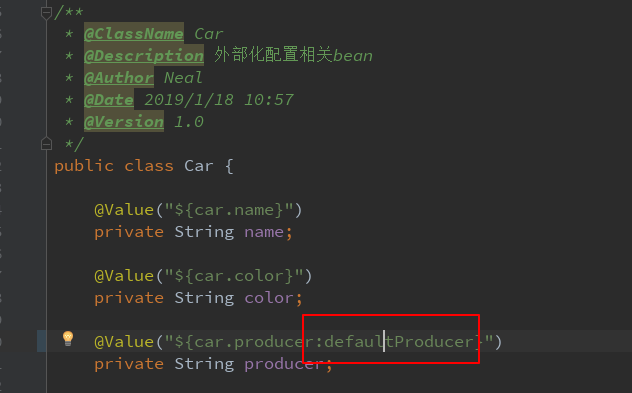 /**
* @ClassName Car
* @Description 外部化配置相关bean
* @Author Neal
* @Date 2019/1/18 10:57
* @Version 1.0
*/
public class Car {
@Value("${car.name}")
private String name;
@Value("${car.color}")
private String color;
@Value("${car.producer:defaultProducer}")
private String producer;